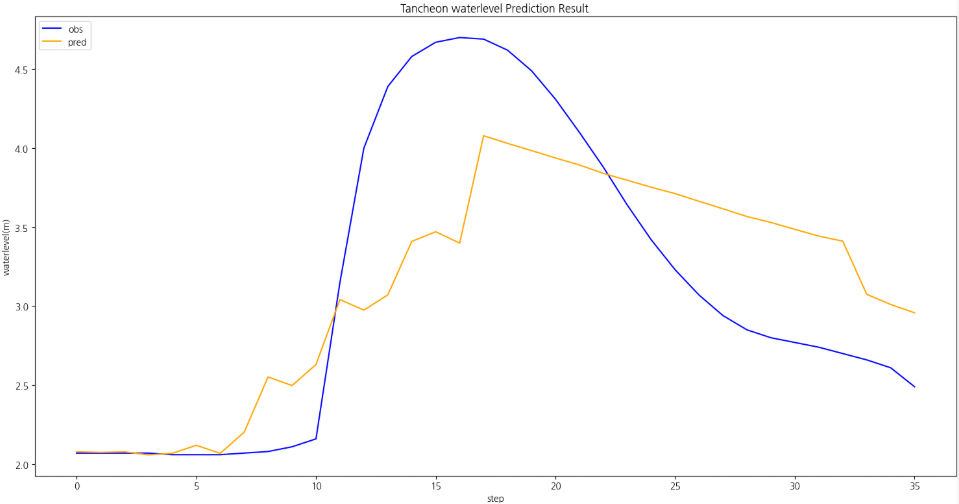 Tancheon waterlevel Prediction Result
obs
pred
waterlevel(m)
4.5
4.0
3.5
3.0
2.5
2.0
0 5 10 15 20 25 30 35
step